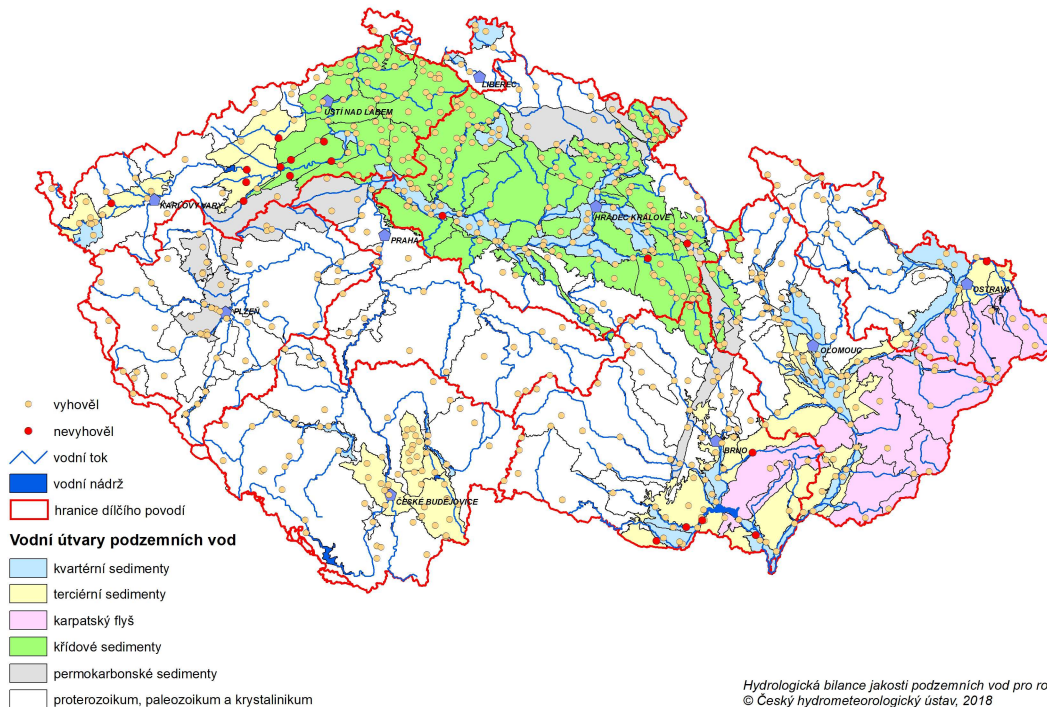 LIBEREC
ÚSTÍ NAD LABEM
KARLOVY VARY
HRADEC KRÁLOVÉ
PRAHA
OSTRAVA
PLZEŇ
OLOMOUC
BRNO
ČESKÉ BUDĚJOVICE
vyhověl
nevyhověl
vodní tok
vodní nádrž
hranice dílčího povodí
Vodní útvary podzemních vod
kvartérní sedimenty
terciérní sedimenty
karpatský flyš
křídové sedimenty
permokarbonské sedimenty
proterozoikum, paleozoikum a krystalinikum
Hydrologická bilance jakosti podzemních vod pro ro
© Český hydrometeorologický ústav, 2018